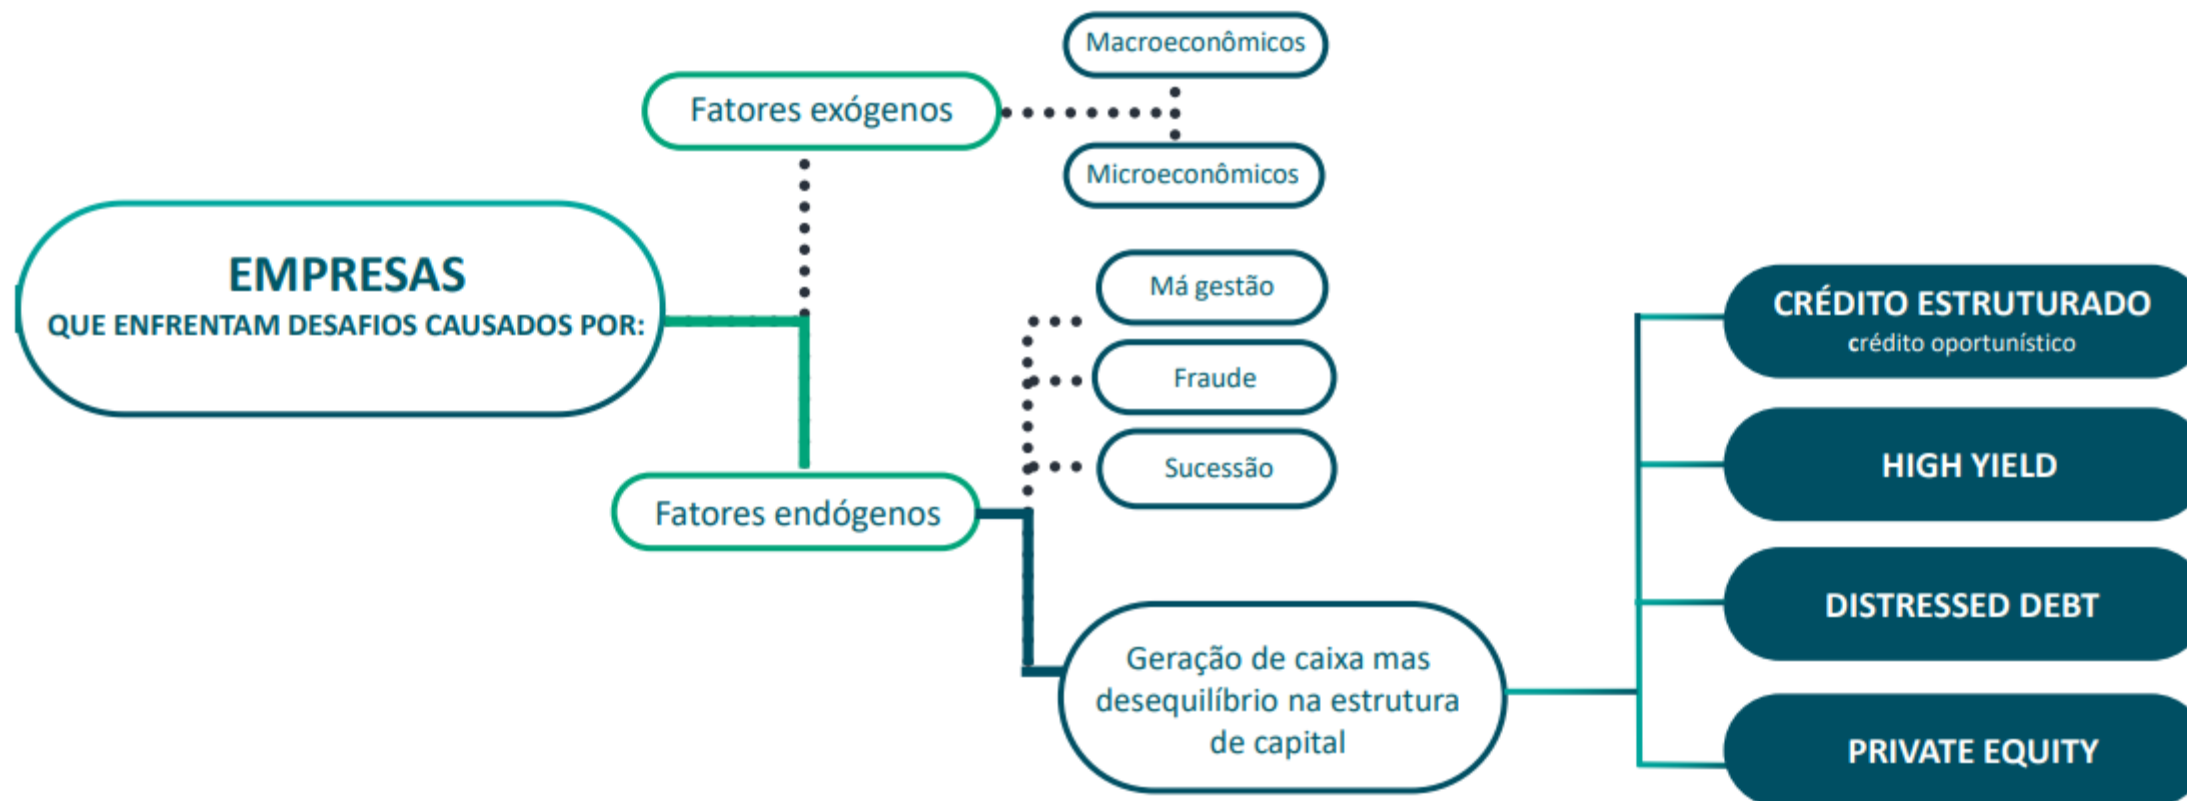 Macroeconômicos
Fatores exógenos
Microeconômicos
EMPRESAS
QUE ENFRENTAM DESAFIOS CAUSADOS POR:
Má gestão
Fraude
Sucessão
Fatores endógenos
Geração de caixa mas
desequilíbrio na estrutura
de capital
CRÉDITO ESTRUTURADO
crédito oportunístico
HIGH YIELD
DISTRESSED DEBT
PRIVATE EQUITY